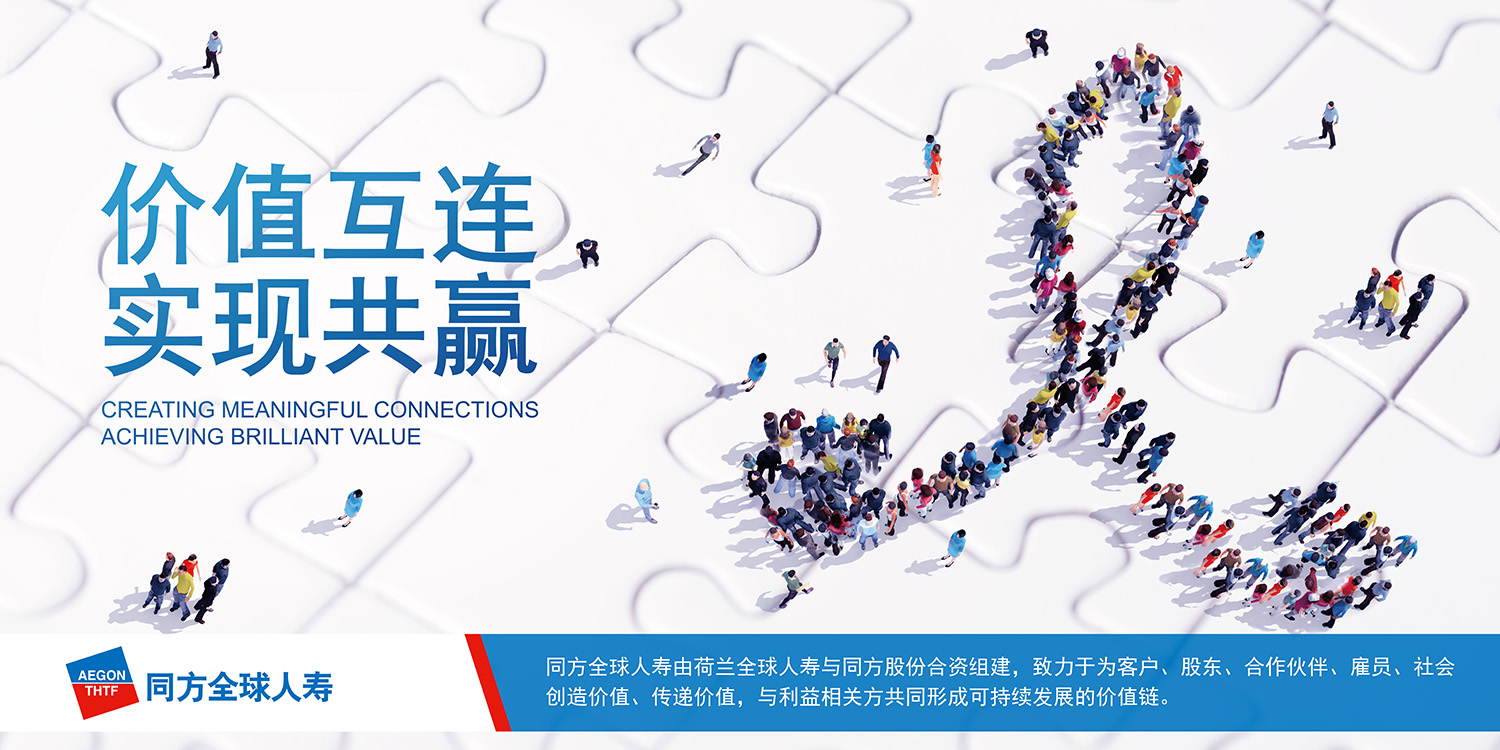 价值互连
实现共赢
CREATING MEANINGFUL CONNECTIONS
ACHIEVING BRILLIANT VALUE
AEGON
THTF
同方全球人寿
同方全球人寿由荷兰全球人寿与同方股份合资组建，致力于为客户、股东、合作伙伴、雇员、社会
创造价值、传递价值，与利益相关方共同形成可持续发展的价值链。